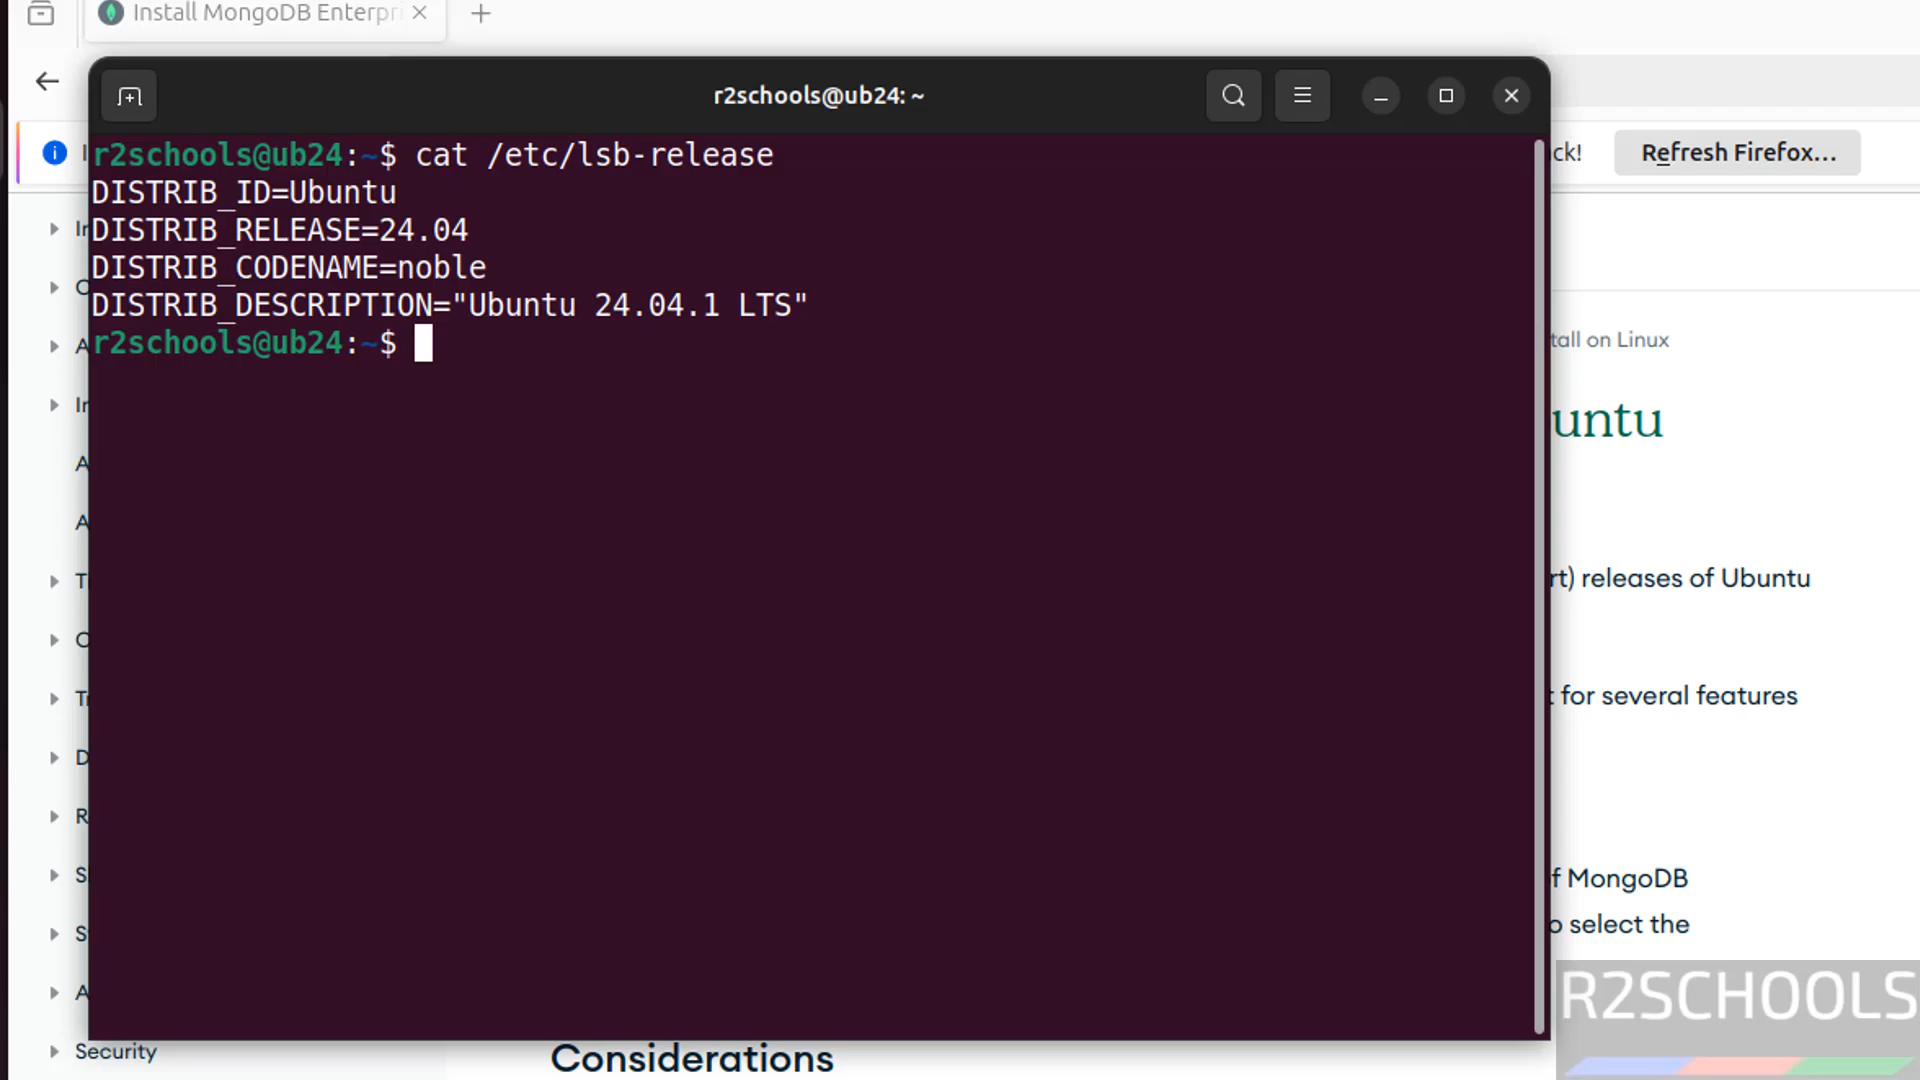 Install MongoDB Enterpri
r2schools@ub24: ~
r2schools@ub24:~$ cat /etc/lsb-release
DISTRIB_ID=Ubuntu
DISTRIB_RELEASE=24.04
DISTRIB_CODENAME=noble
DISTRIB_DESCRIPTION="Ubuntu 24.04.1 LTS"
r2schools@ub24:~$
ck!
Refresh Firefox...
tall on Linux
untu
rt) releases of Ubuntu
t for several features
f MongoDB
o select the
Security
Considerations
R2SCHOOLS